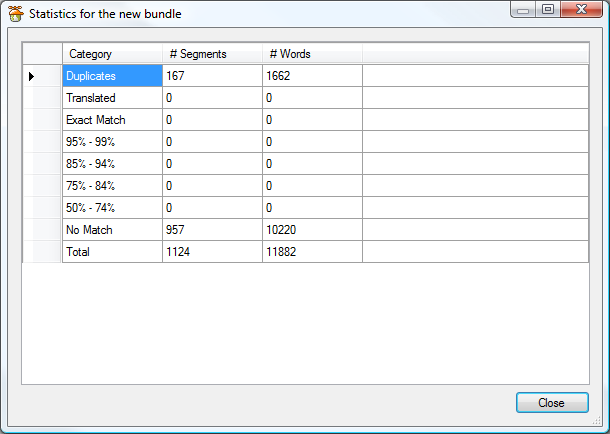 Statistics for the new bundle
Category # Segments # Words
Duplicates 167 1662
Translated 0 0
Exact Match 0 0
95% - 99% 0 0
85% - 94% 0 0
75% - 84% 0 0
50% - 74% 0 0
No Match 957 10220
Total 1124 11882
Close